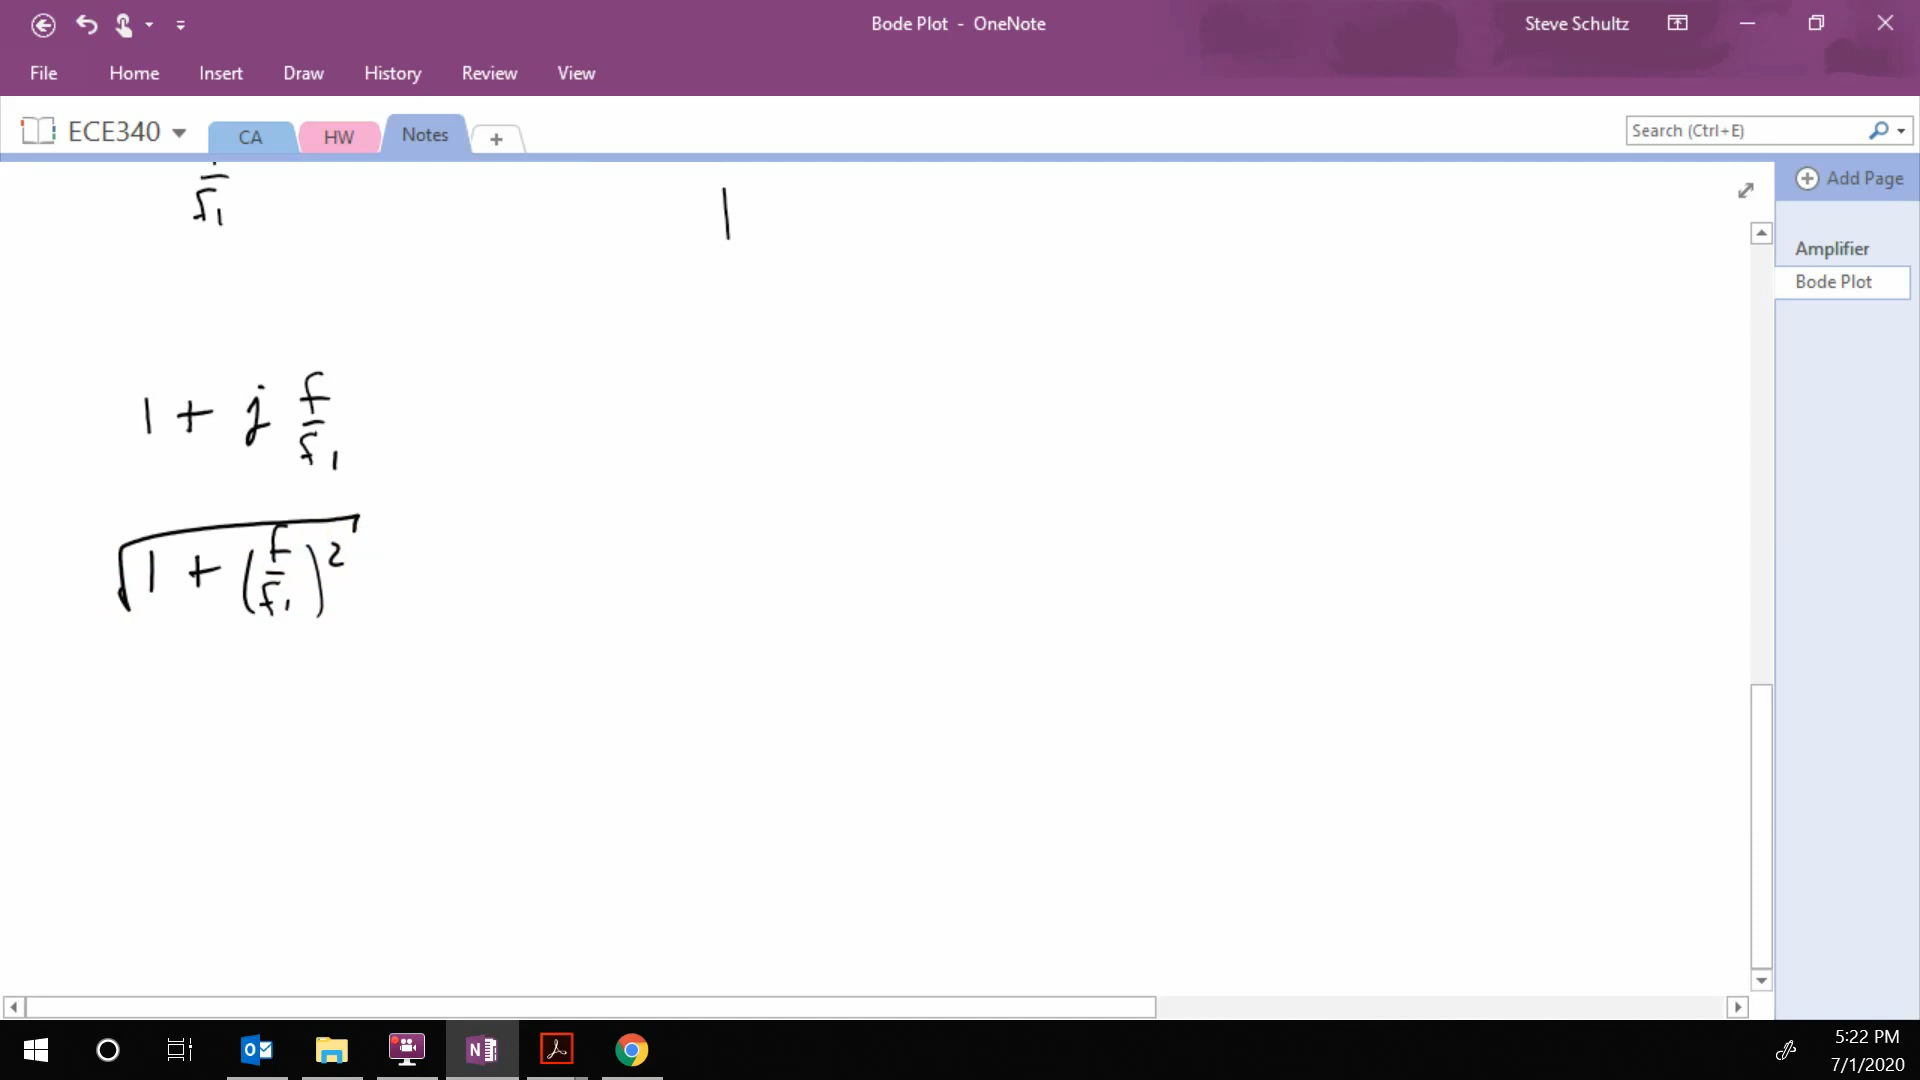 Bode Plot - OneNote
Steve Schultz
File Home Insert Draw History Review View
ECE340 CA HW Notes +
Search (Ctrl+E)
Add Page
Amplifier
Bode Plot
f₁
1
1 + j f/f₁
√1 + (f/f₁)²
5:22 PM
7/1/2020